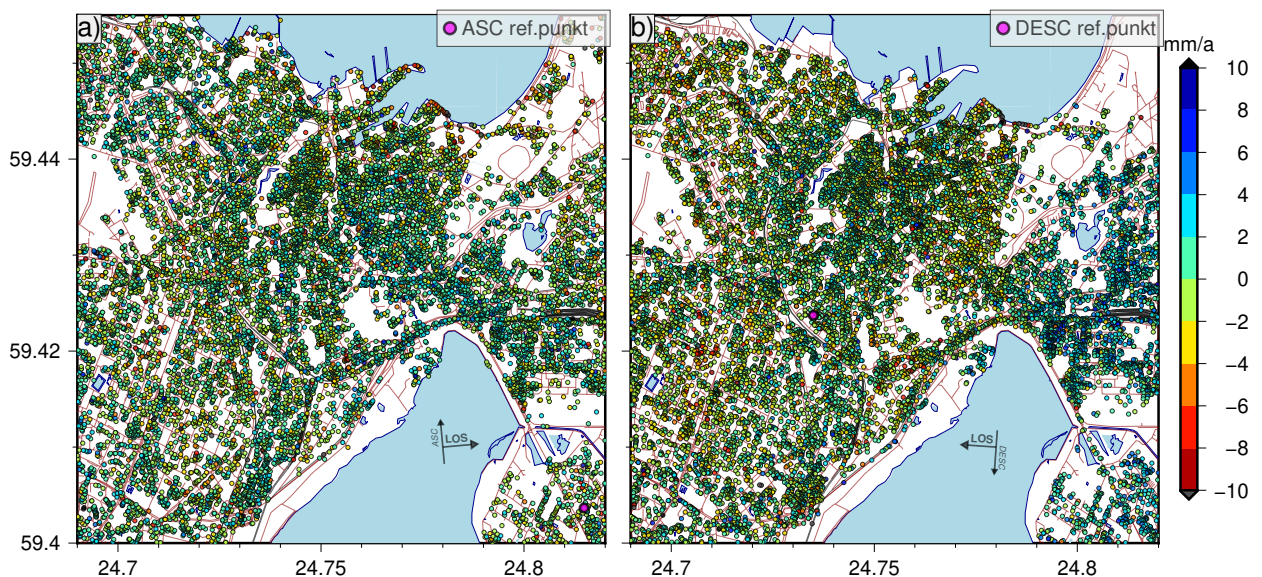 a)
ASC ref.punkt
b)
DESC ref.punkt
mm/a
10
8
6
4
2
0
−2
−4
−6
−8
−10
59.44
59.42
59.4
ASC
LOS
LOS
DESC
24.7
24.75
24.8
24.7
24.75
24.8